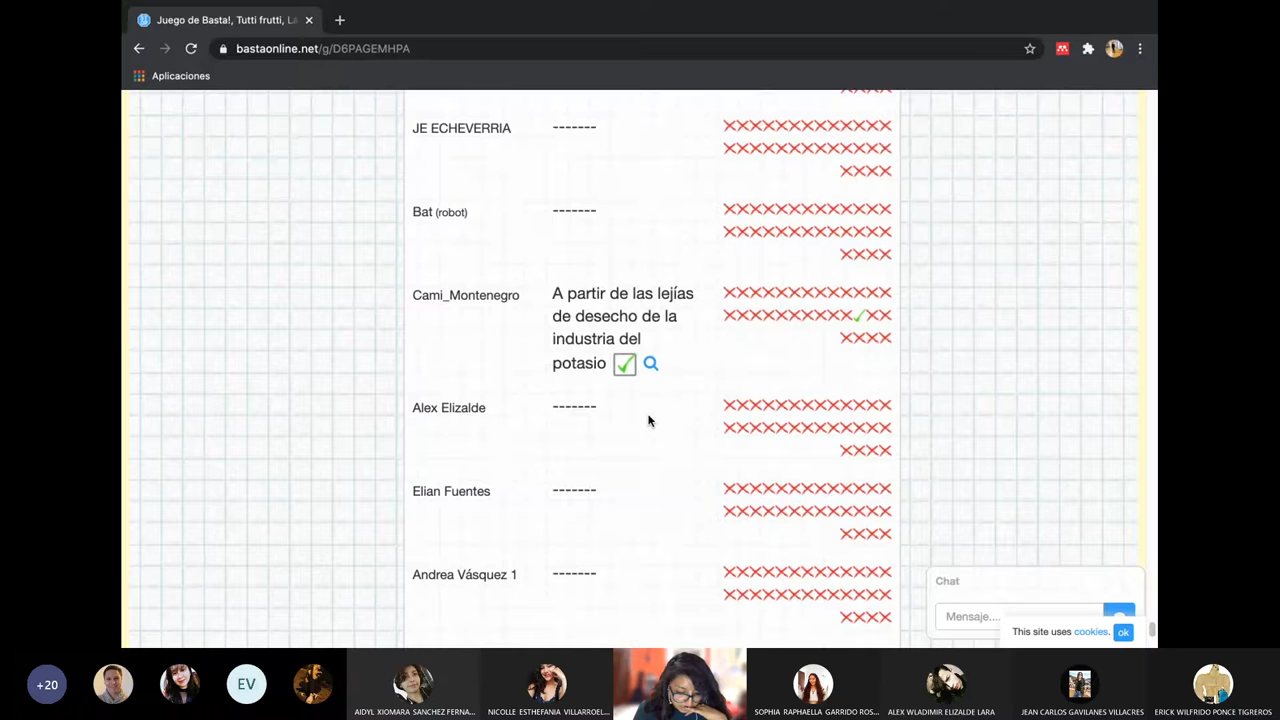 Juego de Basta!, Tutti frutti, La
bastaonline.net/g/D6PAGEMHPA
Aplicaciones
JE ECHEVERRIA -------
Bat (robot) -------
Cami_Montenegro A partir de las lejías
de desecho de la
industria del
potasio
Alex Elizalde -------
Elian Fuentes -------
Andrea Vásquez 1 -------
Chat
Mensaje....
This site uses cookies. ok
+20
EV
AIDYL XIOMARA SANCHEZ FERNA...
NICOLLE ESTHEFANIA VILLARROEL...
SOPHIA RAPHAELLA GARRIDO ROS...
ALEX WLADIMIR ELIZALDE LARA
JEAN CARLOS GAVILANES VILLACRES
ERICK WILFRIDO PONCE TIGREROS